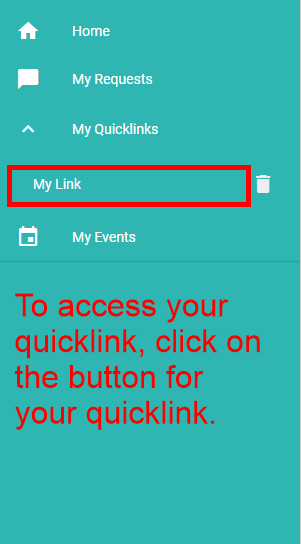 Home
My Requests
My Quicklinks
My Link
My Events
To access your
quicklink, click on
the button for
your quicklink.